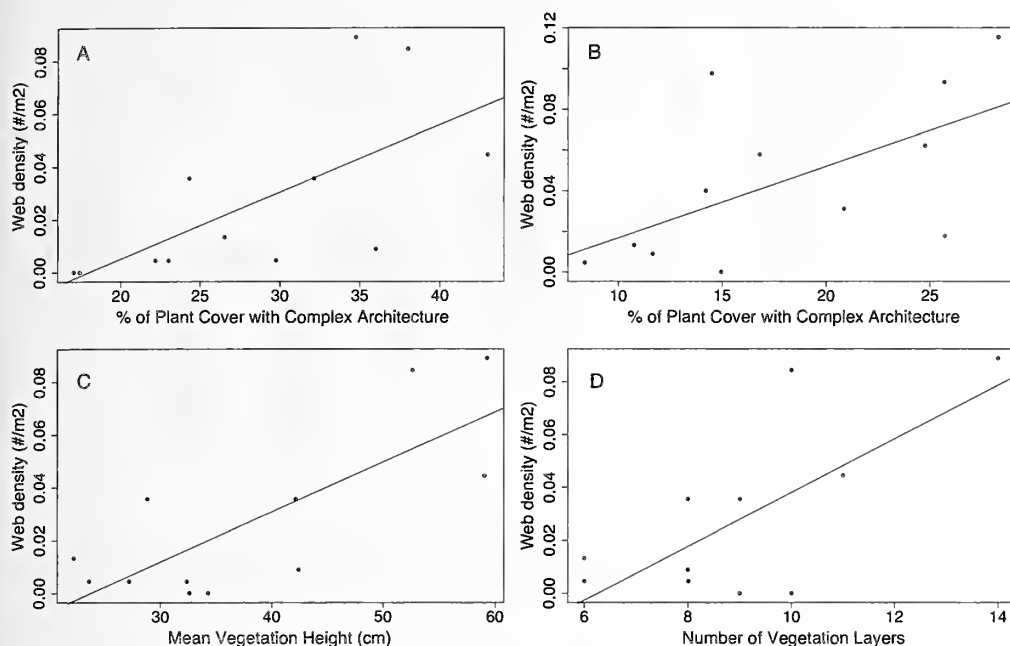 A
Web density (#/m2)
0.00 0.02 0.04 0.06 0.08
20 25 30 35 40
% of Plant Cover with Complex Architecture
B
Web density (#/m2)
0.00 0.04 0.08 0.12
10 15 20 25
% of Plant Cover with Complex Architecture
C
Web density (#/m2)
0.00 0.02 0.04 0.06 0.08
30 40 50 60
Mean Vegetation Height (cm)
D
Web density (#/m2)
0.00 0.02 0.04 0.06 0.08
6 8 10 12 14
Number of Vegetation Layers